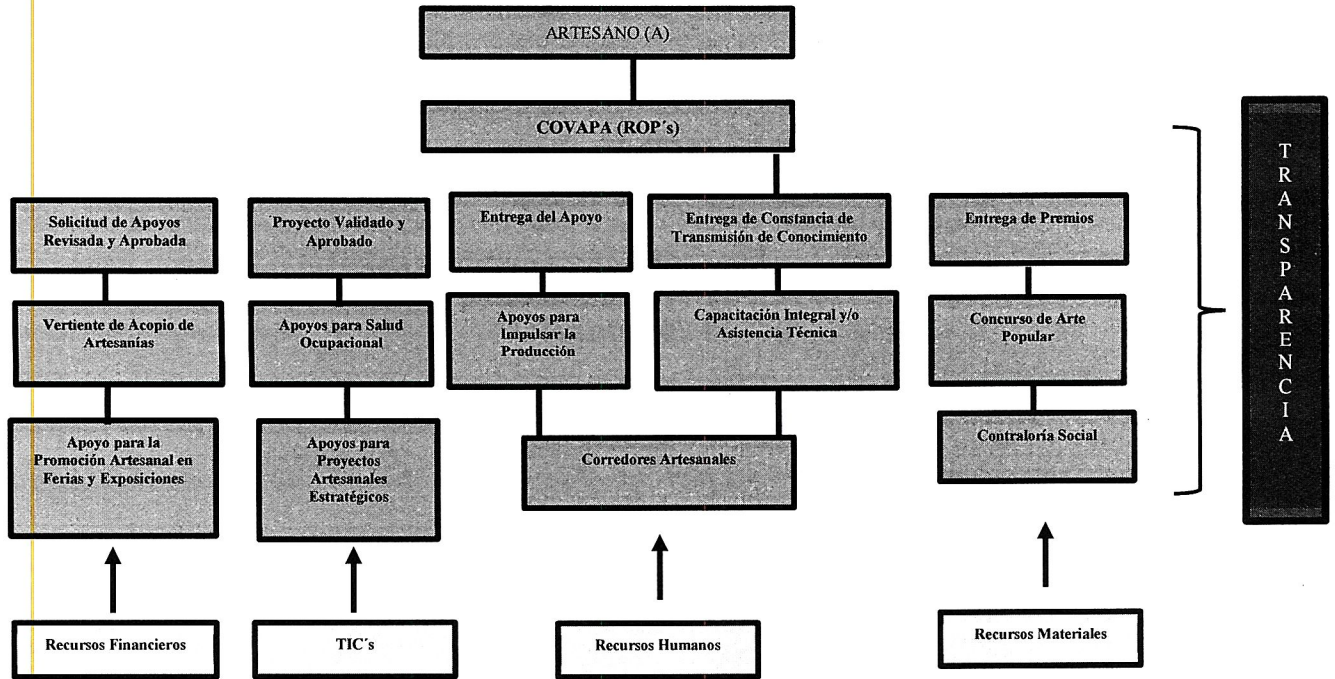 ARTESANO (A)
COVAPA (ROP´s)
Solicitud de Apoyos
Revisada y Aprobada
Proyecto Validado y
Aprobado
Entrega del Apoyo
Entrega de Constancia de
Transmisión de Conocimiento
Entrega de Premios
Vertiente de Acopio de
Artesanías
Apoyos para Salud
Ocupacional
Apoyos para
Impulsar la
Producción
Capacitación Integral y/o
Asistencia Técnica
Concurso de Arte
Popular
Apoyo para la
Promoción Artesanal en
Ferias y Exposiciones
Apoyos para
Proyectos
Artesanales
Estratégicos
Corredores Artesanales
Contraloría Social
Recursos Financieros
TIC´s
Recursos Humanos
Recursos Materiales
TRANSPARENCIA